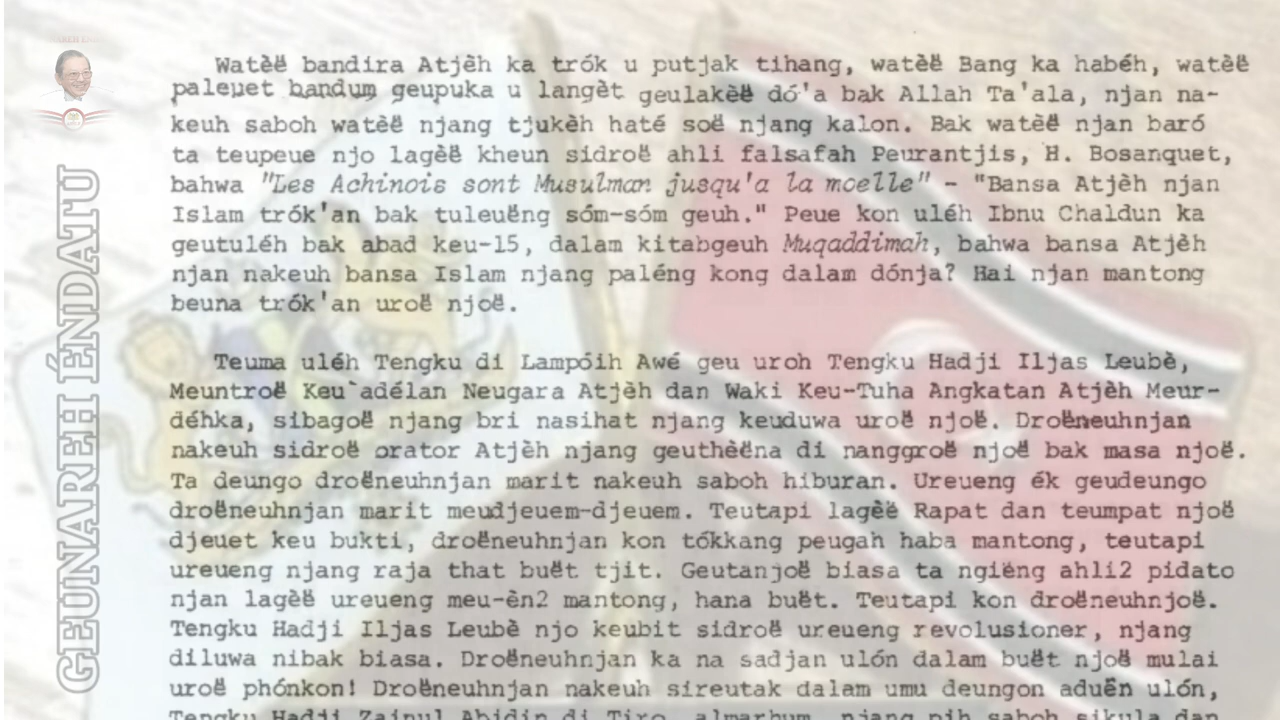 GEUNAREH ÉNDATU
Watèë bandira Atjèh ka trók u putjak tihang, watèë Bang ka habéh, watèë
paleuet bandum geupuka u langèt geulakèë dó'a bak Allah Ta'ala, njan na-
keuh saboh watèë njang tjukèh haté soë njang kalon. Bak watèë njan baró
ta teupeue njo lagèë kheun sidroë ahli falsafah Peurantjis, H. Bosanquet,
bahwa "Les Achinois sont Musulman jusqu'a la moelle" - "Bansa Atjèh njan
Islam trók'an bak tuleuëng sóm-sóm geuh." Peue kon uléh Ibnu Chaldun ka
geutuléh bak abad keu-15, dalam kitabgeuh Muqaddimah, bahwa bansa Atjèh
njan nakeuh bansa Islam njang paléng kong dalam dónja? Hai njan mantong
beuna trók'an uroë njoë.
Teuma uléh Tengku di Lampóih Awé geu uroh Tengku Hadji Iljas Leubè,
Meuntroë Keu`adélan Neugara Atjèh dan Waki Keu-Tuha Angkatan Atjèh Meur-
déhka, sibagoë njang bri nasihat njang keuduwa uroë njoë. Droëneuhnjan
nakeuh sidroë orator Atjèh njang geuthèëna di nanggroë njoë bak masa njoë.
Ta deungo droëneuhnjan marit nakeuh saboh hiburan. Ureueng ék geudeungo
droëneuhnjan marit meudjeuem-djeuem. Teutapi lagèë Rapat dan teumpat njoë
djeuet keu bukti, droëneuhnjan kon tókkang peugah haba mantong, teutapi
ureueng njang raja that buët tjit. Geutanjoë biasa ta ngiëng ahli2 pidato
njan lagèë ureueng meu-èn2 mantong, hana buët. Teutapi kon droëneuhnjoë.
Tengku Hadji Iljas Leubè njo keubit sidroë ureueng revolusioner, njang
diluwa nibak biasa. Droëneuhnjan ka na sadjan ulón dalam buët njoë mulai
uroë phónkon! Droëneuhnjan nakeuh sireutak dalam umu deungon aduën ulón,
Tengku Hadji Zainul Abidin di Tiro, almarhum, njang pih saboh sikula dan